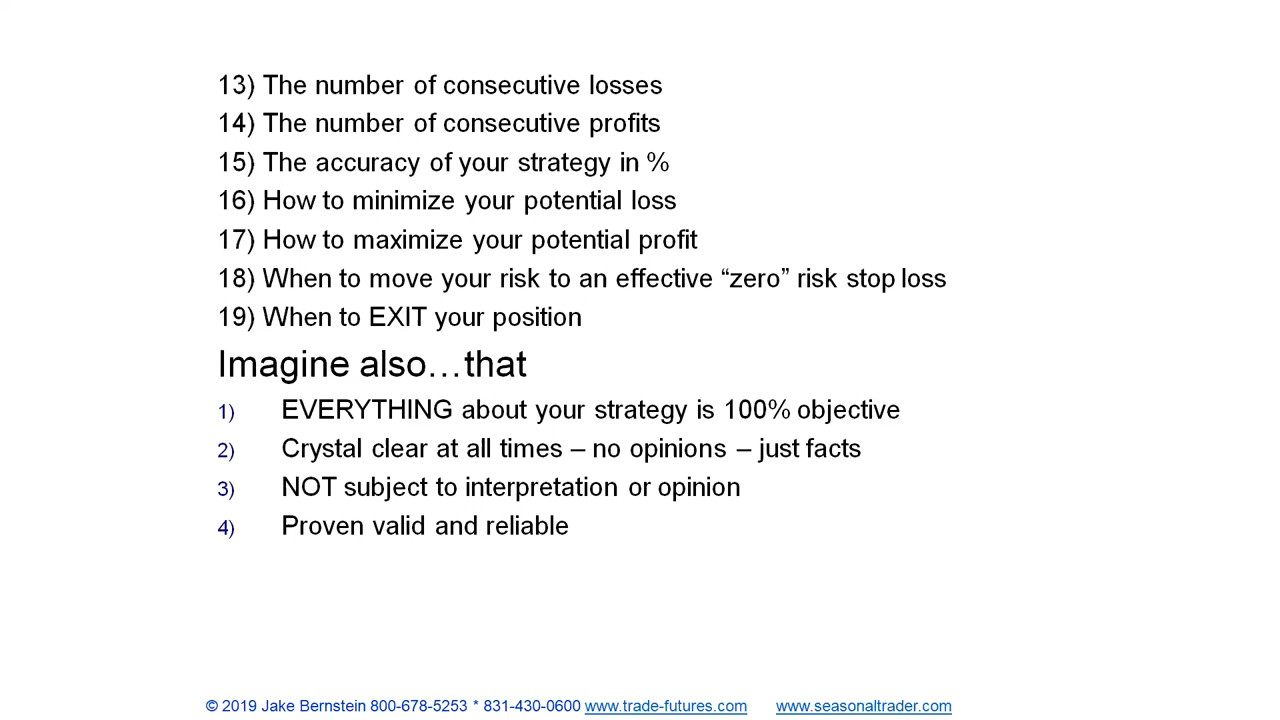 13) The number of consecutive losses
14) The number of consecutive profits
15) The accuracy of your strategy in %
16) How to minimize your potential loss
17) How to maximize your potential profit
18) When to move your risk to an effective “zero” risk stop loss
19) When to EXIT your position
Imagine also…that
1) EVERYTHING about your strategy is 100% objective
2) Crystal clear at all times – no opinions – just facts
3) NOT subject to interpretation or opinion
4) Proven valid and reliable
© 2019 Jake Bernstein 800-678-5253 * 831-430-0600 www.trade-futures.com www.seasonaltrader.com